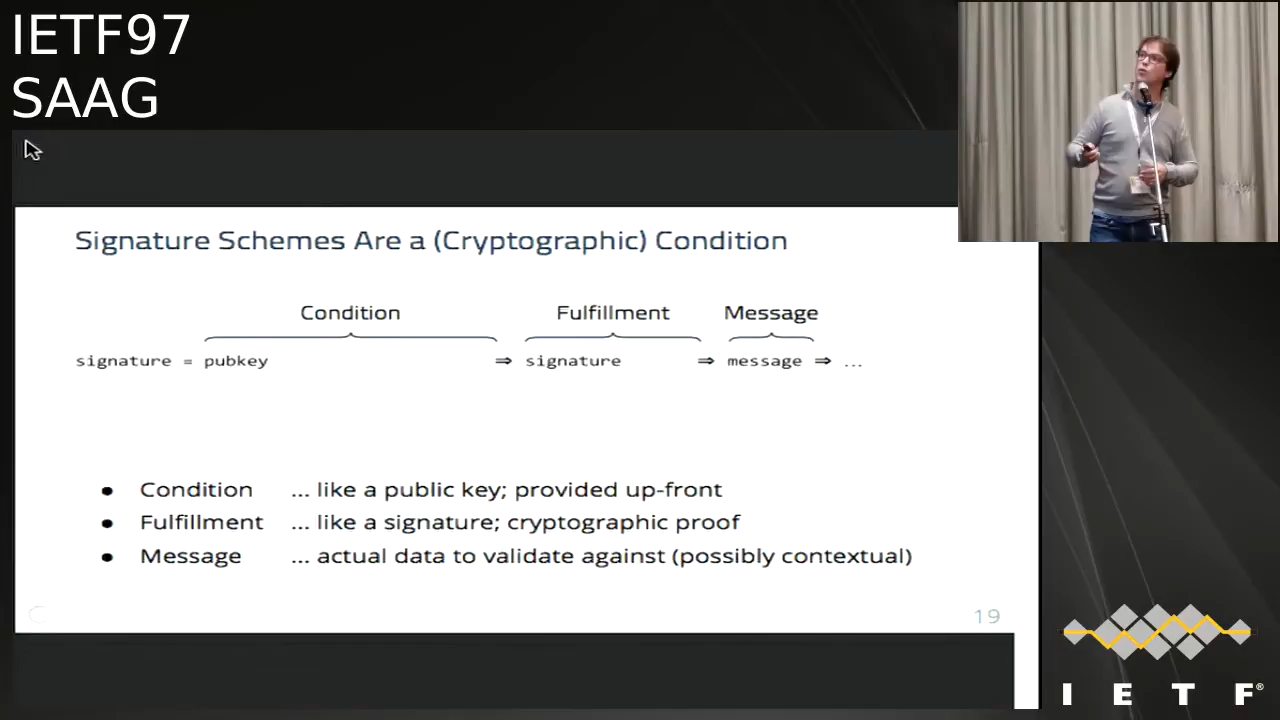 IETF97
SAAG
Signature Schemes Are a (Cryptographic) Condition
Condition Fulfillment Message
signature = pubkey ⇒ signature ⇒ message ⇒ ...
● Condition ... like a public key; provided up-front
● Fulfillment ... like a signature; cryptographic proof
● Message ... actual data to validate against (possibly contextual)
19
I E T F®